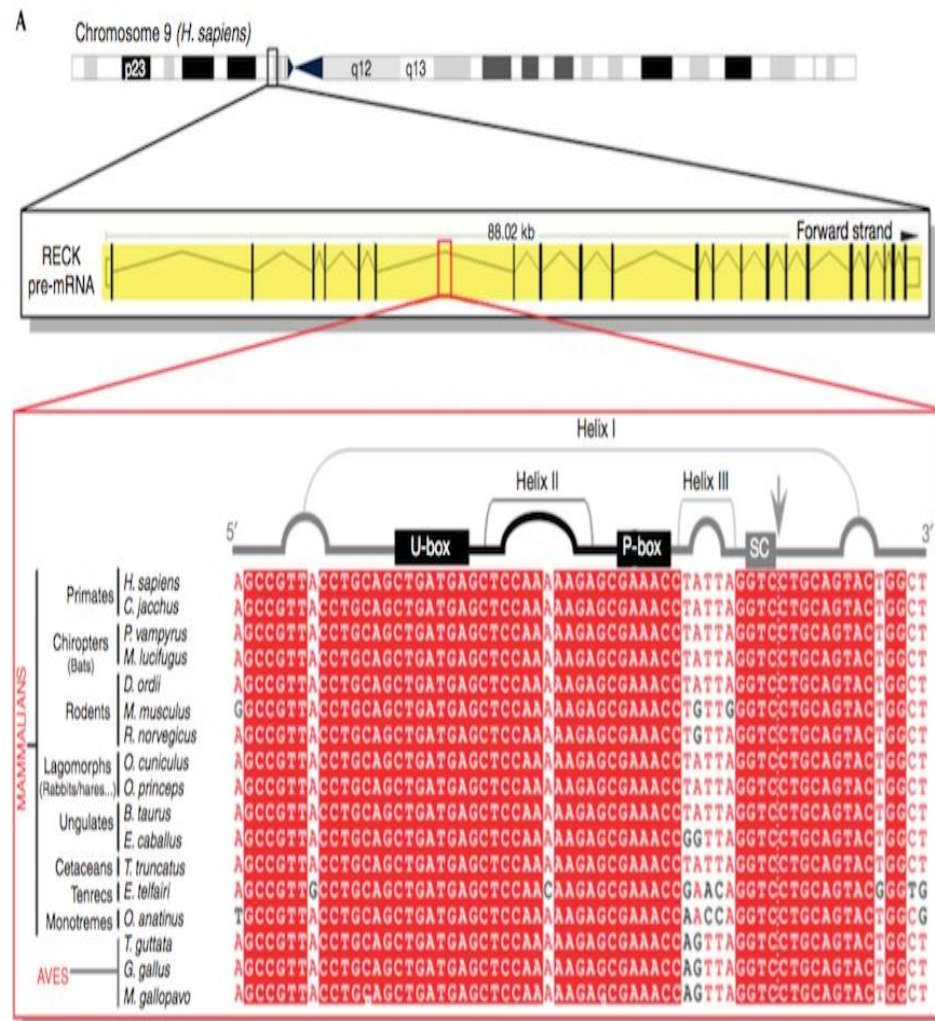 A
Chromosome 9 (H. sapiens)
p23
q12
q13
88.02 kb
Forward strand
RECK
pre-mRNA
Helix I
Helix II
Helix III
5′
U-box
P-box
SC
3′
MAMMALIANS
Primates
H. sapiens AGCCGTTACCTGCAGCTGATGAGCTCCAAAAAGAGCGAAACCTATTAGGTCCTGCAGTACTGGCT
C. jacchus AGCCGTTACCTGCAGCTGATGAGCTCCAAAAAGAGCGAAACCTATTAGGTCCTGCAGTACTGGCT
Chiropters
(Bats)
P. vampyrus AGCCGTTACCTGCAGCTGATGAGCTCCAAAAAGAGCGAAACCTATTAGGTCCTGCAGTACTGGCT
M. lucifugus AGCCGTTACCTGCAGCTGATGAGCTCCAAAAAGAGCGAAACCTATTAGGTCCTGCAGTACTGGCT
Rodents
D. ordii AGCCGTTACCTGCAGCTGATGAGCTCCAAAAAGAGCGAAACCTATTAGGTCCTGCAGTACTGGCT
M. musculus GGCCGTTACCTGCAGCTGATGAGCTCCAAAAAGAGCGAAACCTGTTGGGTCCTGCAGTACTGGCT
R. norvegicus AGCCGTTACCTGCAGCTGATGAGCTCCAAAAAGAGCGAAACCTGTTAGGTCCTGCAGTACTGGCT
Lagomorphs
(Rabbits/hares...)
O. cuniculus AGCCGTTACCTGCAGCTGATGAGCTCCAAAAAGAGCGAAACCTATTAGGTCCTGCAGTACTGGCT
O. princeps AGCCGTTACCTGCAGCTGATGAGCTCCAAAAAGAGCGAAACCTATTAGGTCCTGCAGTACTGGCT
Ungulates
B. taurus AGCCGTTACCTGCAGCTGATGAGCTCCAAAAAGAGCGAAACCTATTAGGTCCTGCAGTACTGGCT
E. caballus AGCCGTTACCTGCAGCTGATGAGCTCCAAAAAGAGCGAAACCGGTTAGGTCCTGCAGTACTGGCT
Cetaceans
T. truncatus AGCCGTTACCTGCAGCTGATGAGCTCCAAAAAGAGCGAAACCTATTAGGTCCTGCAGTACTGGCT
Tenrecs
E. telfairi AGCCGTTGCCTGCAGCTGATGAGCTCCAACAAGAGCGAAACCGAACAGGTCCTGCAGTACGGGTG
Monotremes
O. anatinus TGCCGTTACCTGCAGCTGATGAGCTCCAAAAAGAGCGAAACCAACCAGGTCCTGCAGTACTGGCG
AVES
T. guttata AGCCGTTACCTGCAGCTGATGAGCTCCAAAAAGAGCGAAACCAGTTAGGTCCTGCAGTACTGGCT
G. gallus AGCCGTTACCTGCAGCTGATGAGCTCCAAAAAGAGCGAAACCAGTTAGGTCCTGCAGTACTGGCT
M. gallopavo AGCCGTTACCTGCAGCTGATGAGCTCCAAAAAGAGCGAAACCAGTTAGGTCCTGCAGTACTGGCT